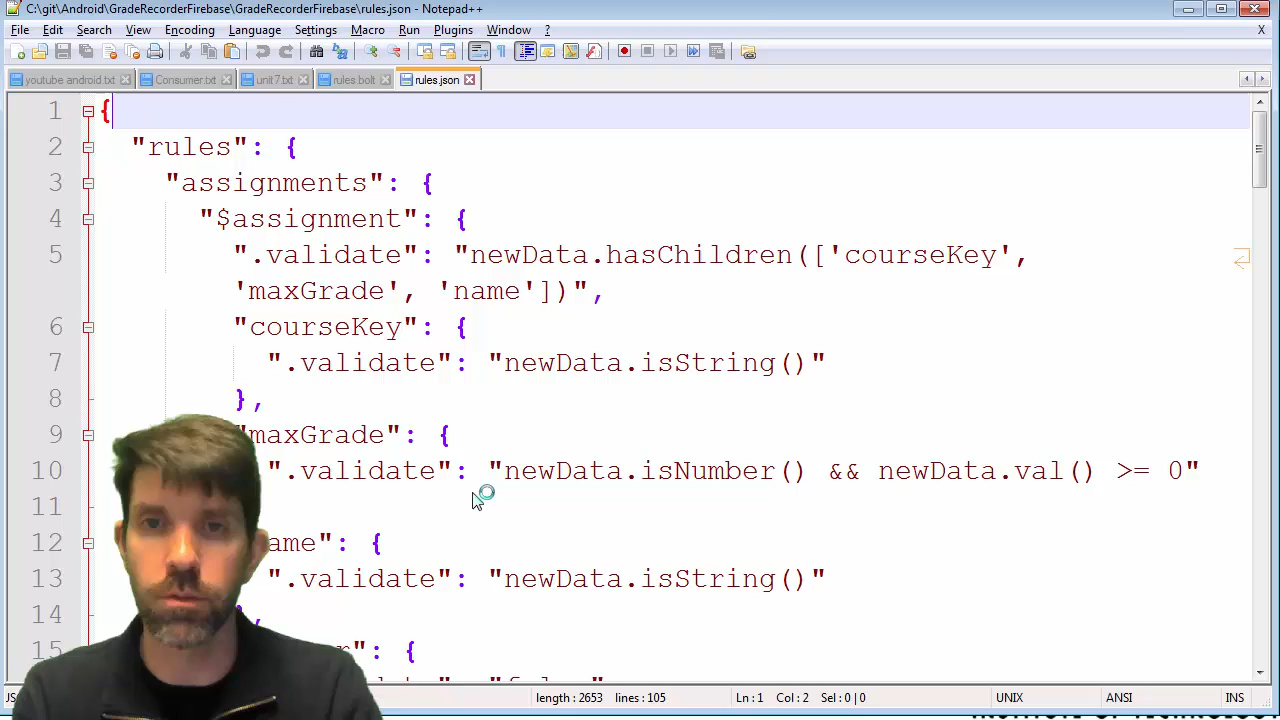 C:\git\Android\GradeRecorderFirebase\GradeRecorderFirebase\rules.json - Notepad++
File Edit Search View Encoding Language Settings Macro Run Plugins Window ? X
youtube android.txt Consumer.txt unit7.txt rules.bolt rules.json
1 {
2 "rules": {
3 "assignments": {
4 "$assignment": {
5 ".validate": "newData.hasChildren(['courseKey',
'maxGrade', 'name'])",
6 "courseKey": {
7 ".validate": "newData.isString()"
8 },
9 "maxGrade": {
10 ".validate": "newData.isNumber() && newData.val() >= 0"
11
12 ame": {
13 ".validate": "newData.isString()"
14 ,
15 r": {
length : 2653 lines : 105 Ln : 1 Col : 2 Sel : 0 | 0 UNIX ANSI INS